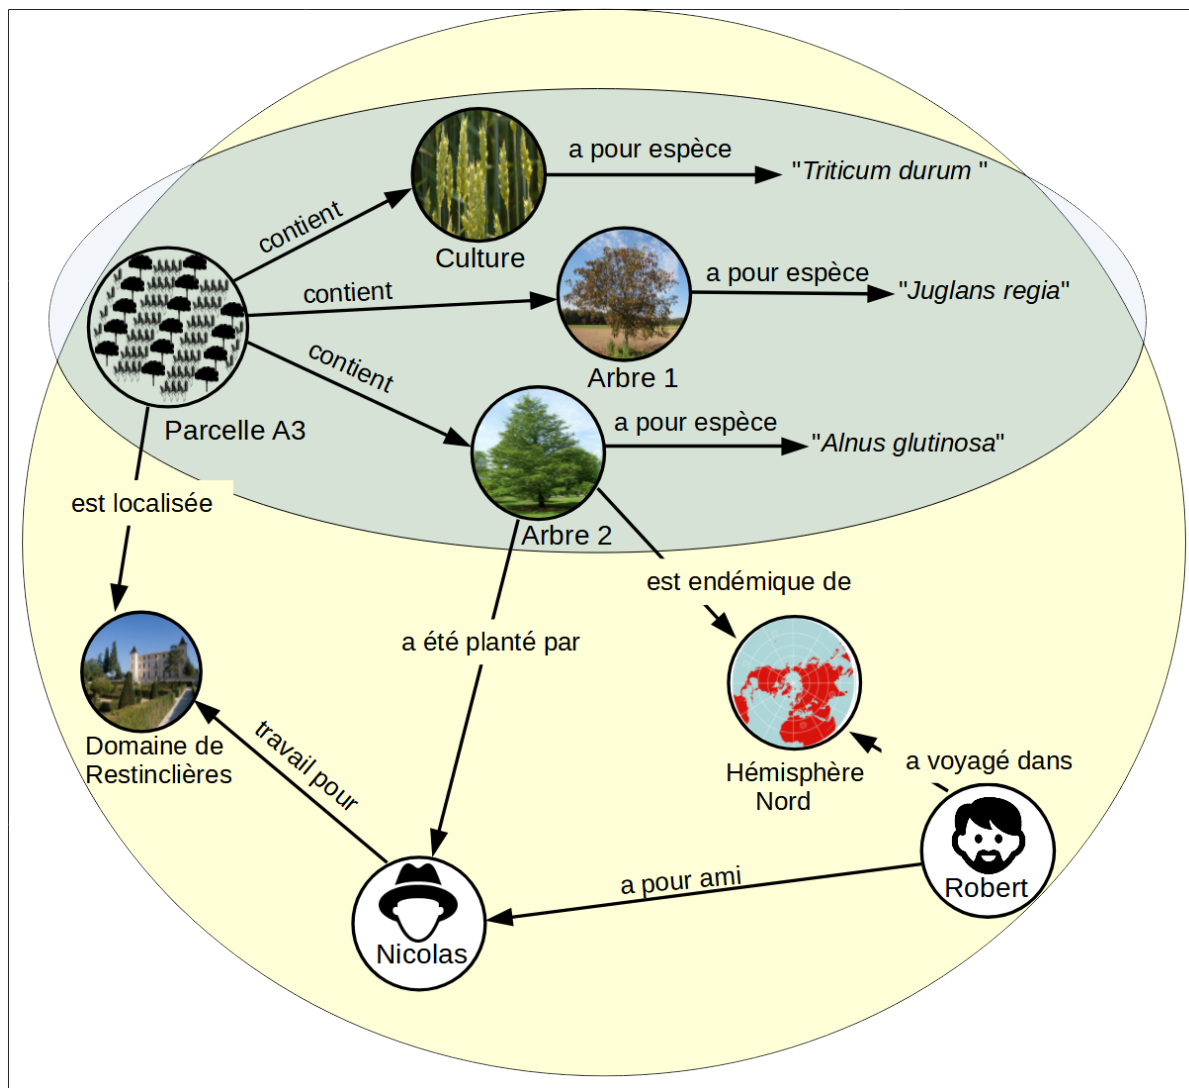 a pour espèce
"Triticum durum "
contient
Culture
a pour espèce
"Juglans regia"
contient
Arbre 1
contient
a pour espèce
"Alnus glutinosa"
Parcelle A3
Arbre 2
est localisée
est endémique de
a été planté par
Domaine de
Restinclières
travail pour
Hémisphère
Nord
a voyagé dans
a pour ami
Robert
Nicolas